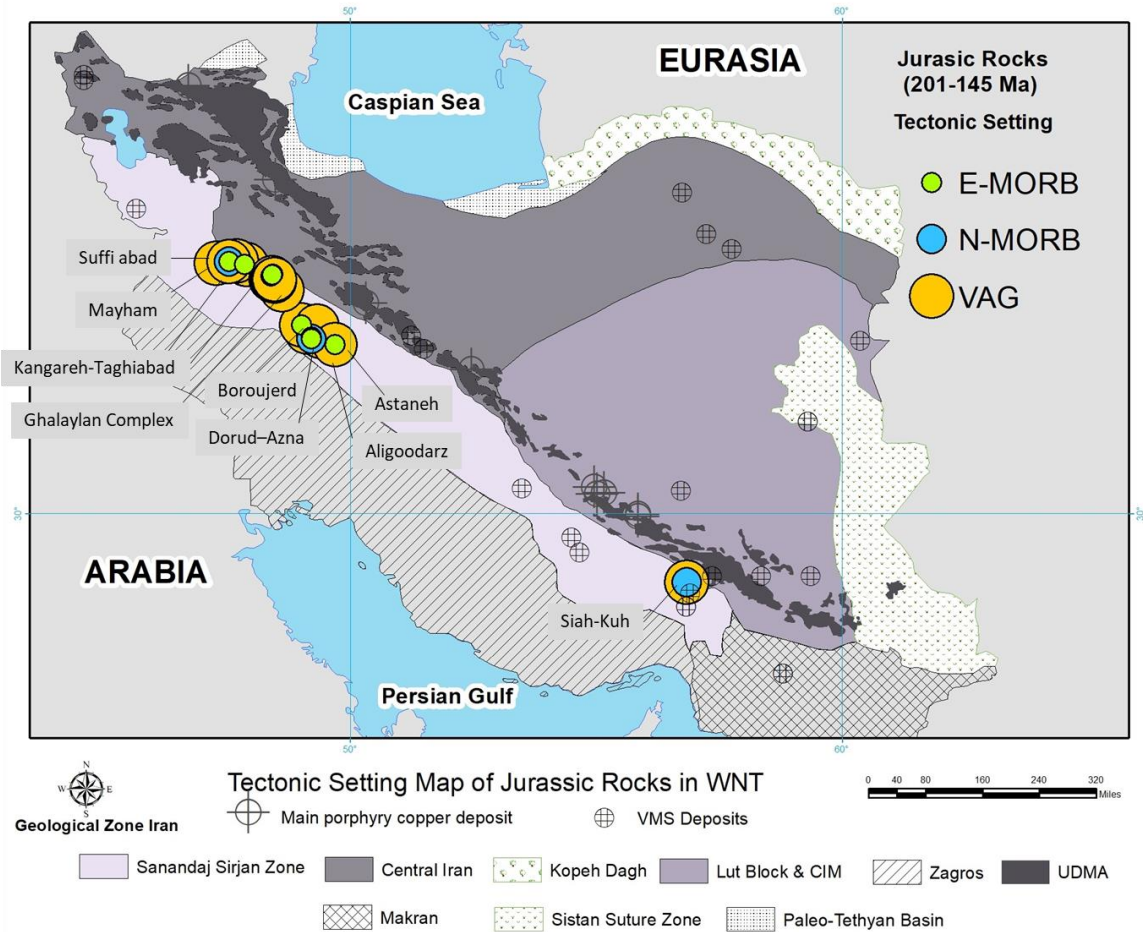 50°
60°
EURASIA
Jurasic Rocks
(201-145 Ma)
Tectonic Setting
Caspian Sea
E-MORB
N-MORB
VAG
Suffi abad
Mayham
Kangareh-Taghiabad
Ghalaylan Complex
Boroujerd
Dorud–Azna
Astaneh
Aligoodarz
30°
30°
ARABIA
Siah-Kuh
Persian Gulf
50°
60°
N
W
E
S
Geological Zone Iran
Tectonic Setting Map of Jurassic Rocks in WNT
Main porphyry copper deposit
VMS Deposits
0 40 80 160 240 320
Miles
Sanandaj Sirjan Zone
Central Iran
Kopeh Dagh
Lut Block & CIM
Zagros
UDMA
Makran
Sistan Suture Zone
Paleo-Tethyan Basin